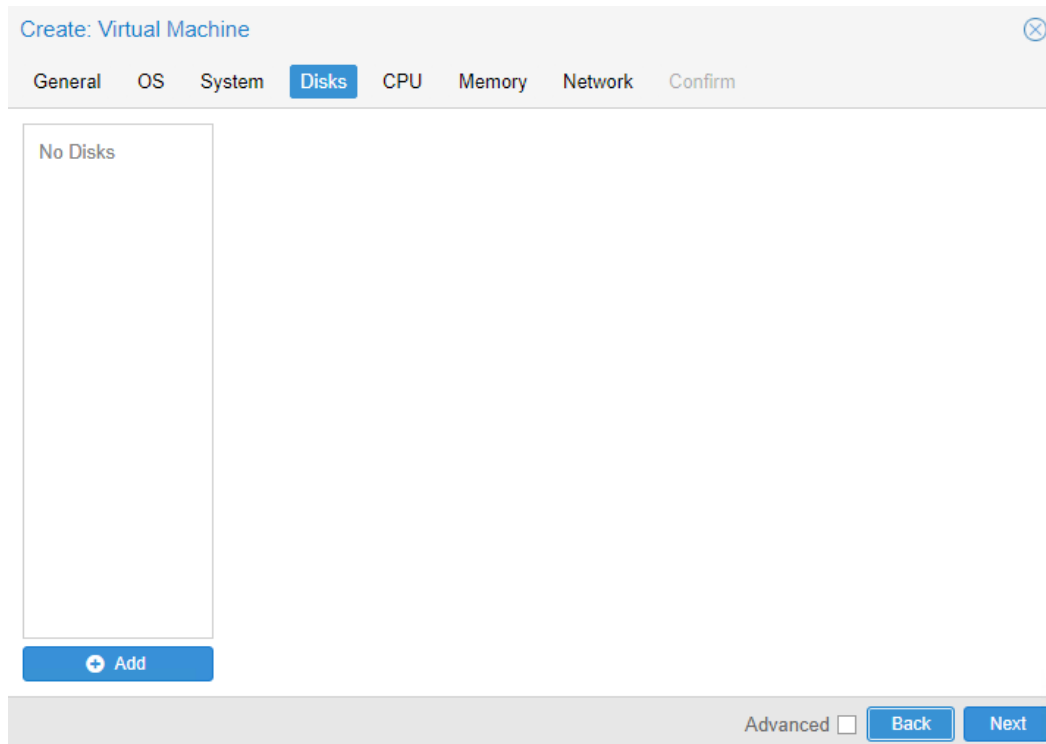 Create: Virtual Machine
General OS System Disks CPU Memory Network Confirm
No Disks
Add
Advanced Back Next